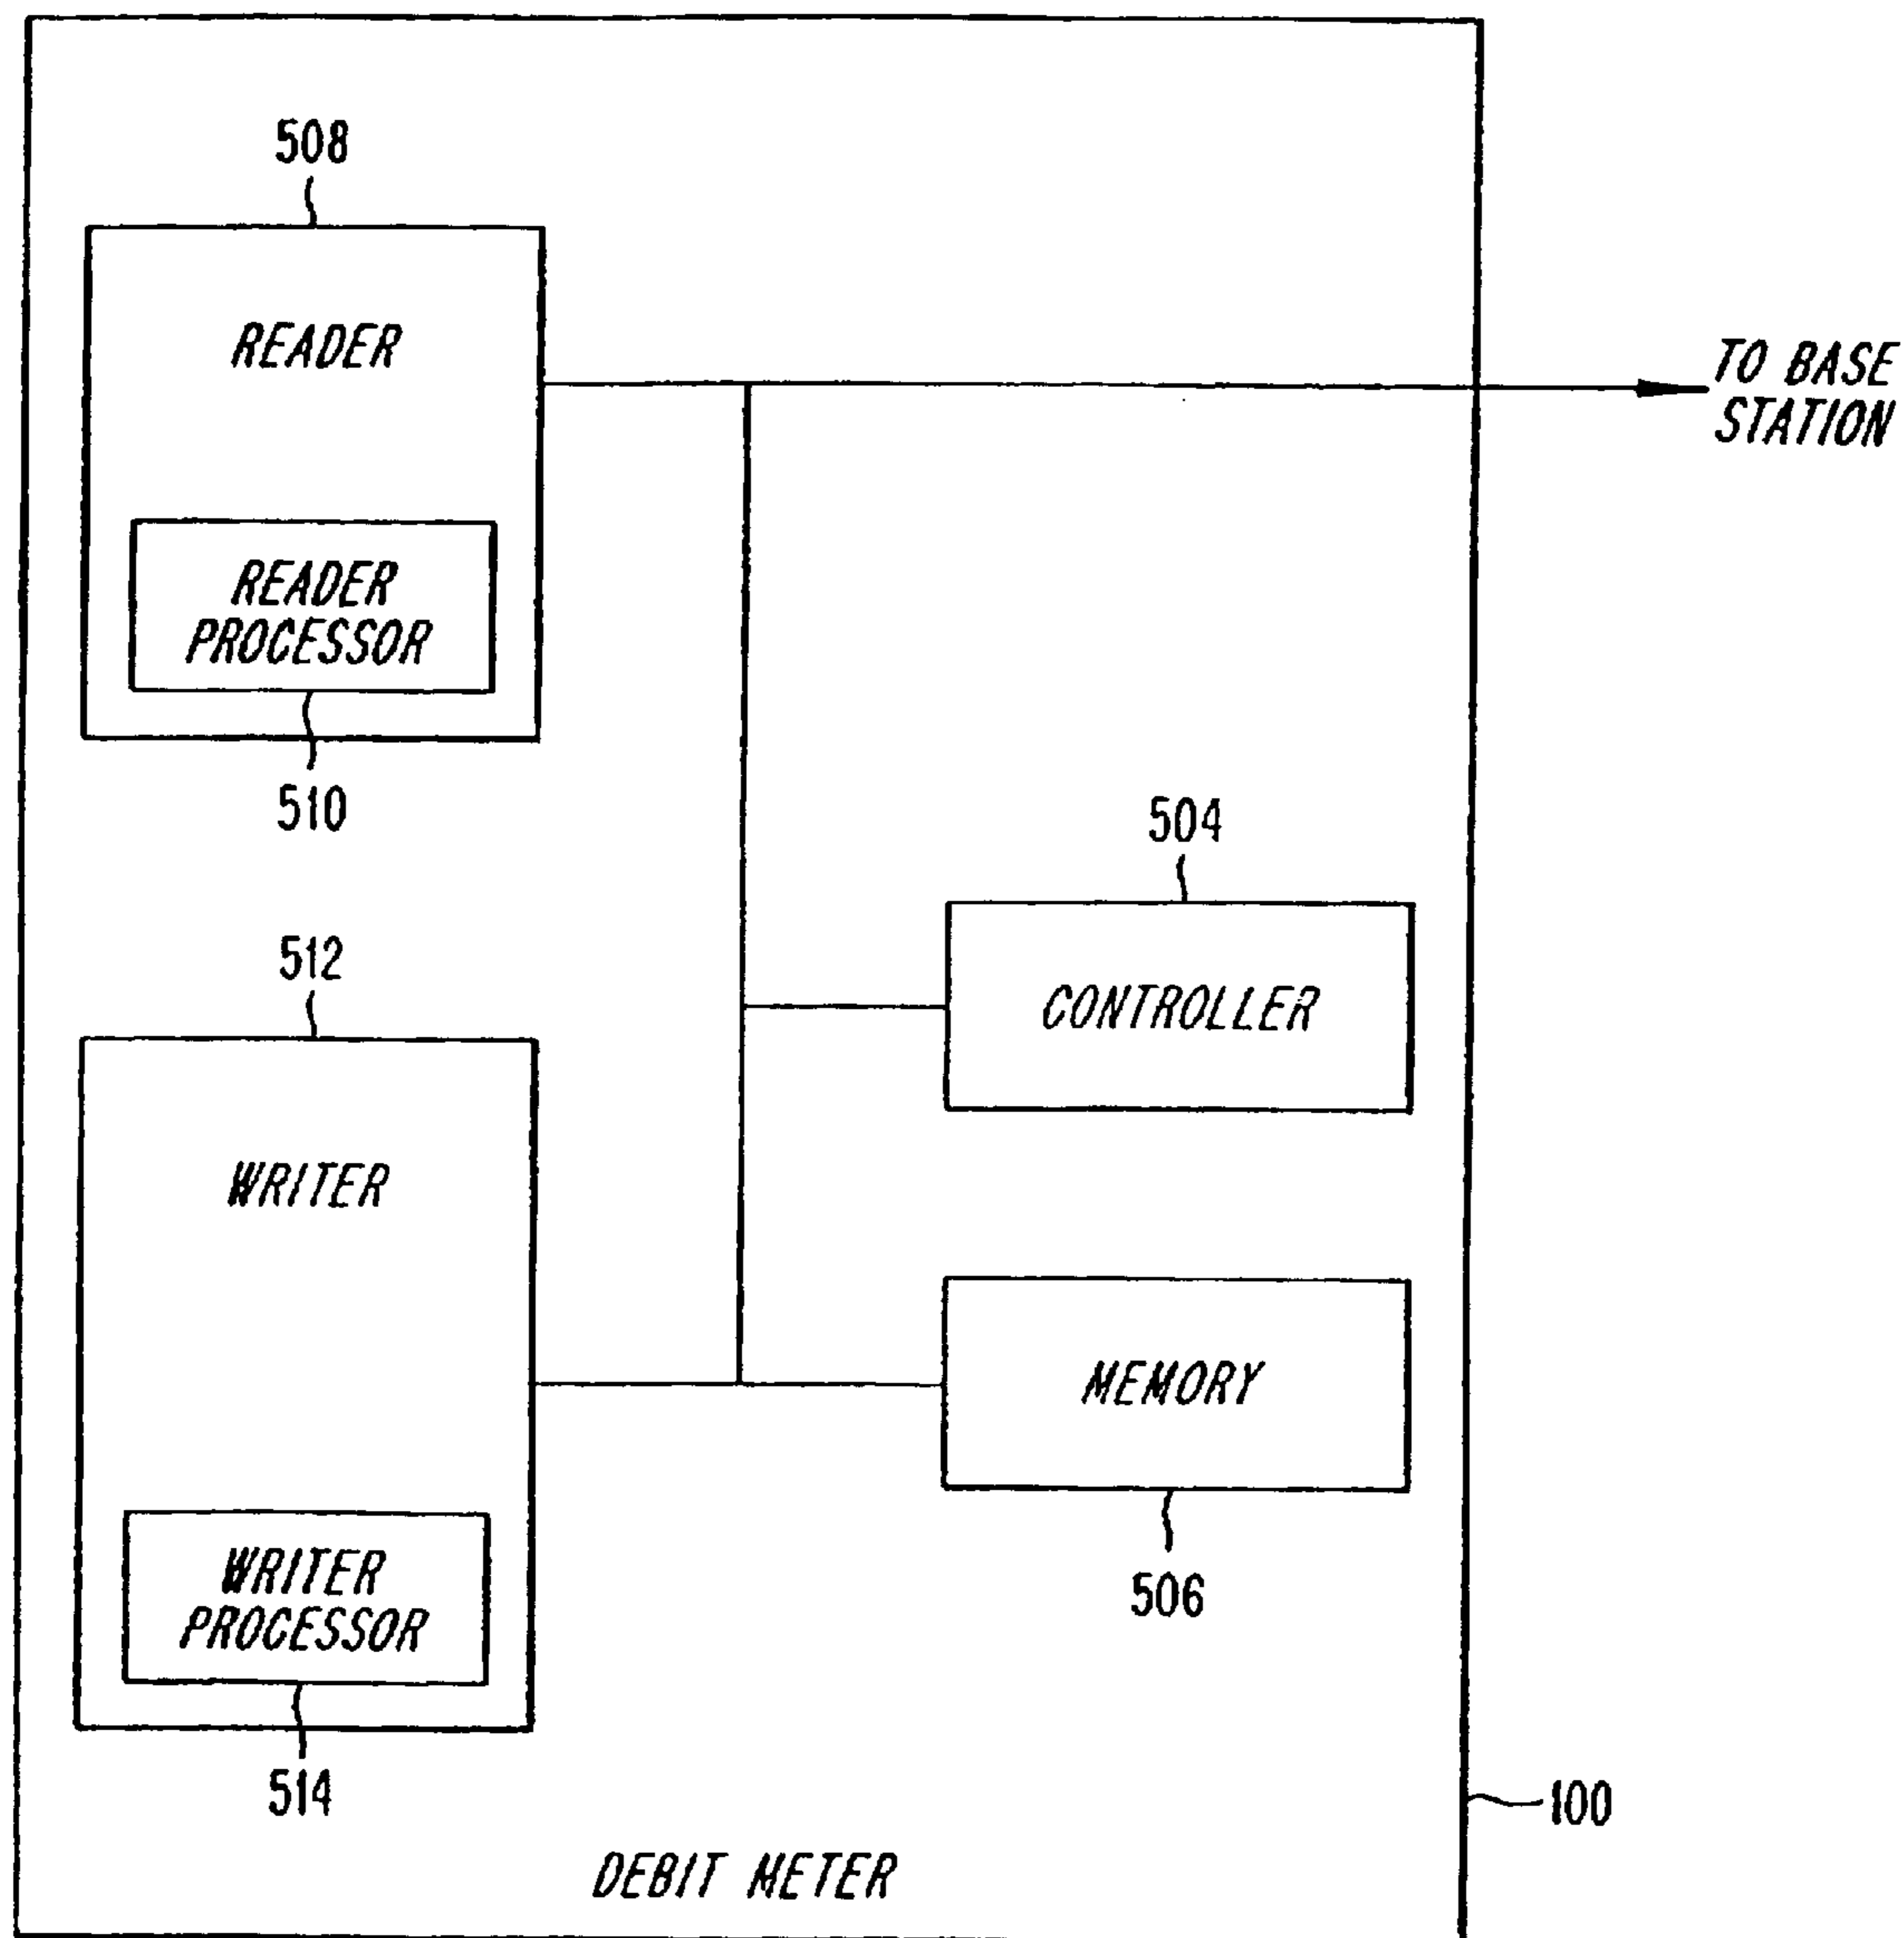 508
READER
TO BASE
STATION
READER
PROCESSOR
510
504
512
CONTROLLER
WRITER
MEMORY
WRITER
PROCESSOR
506
514
100
DEBIT METER